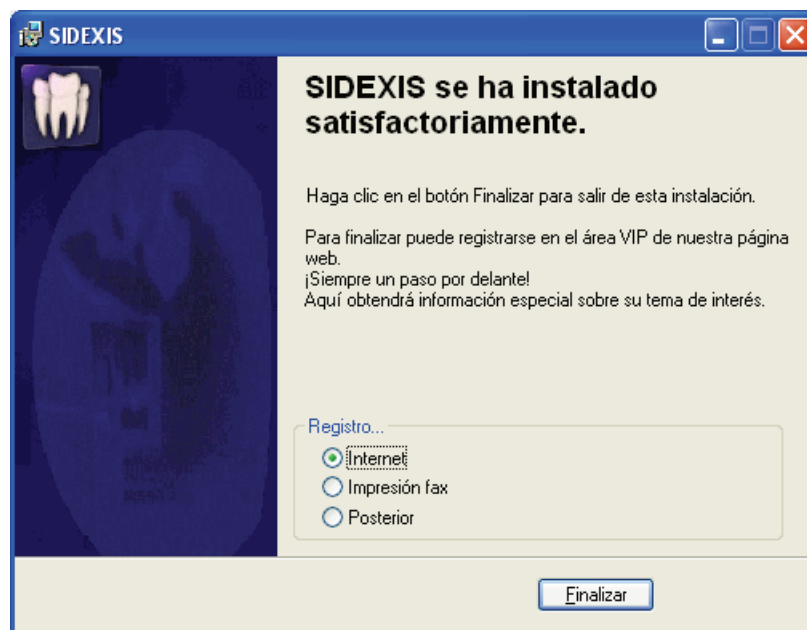 SIDEXIS
SIDEXIS se ha instalado
satisfactoriamente.
Haga clic en el botón Finalizar para salir de esta instalación.
Para finalizar puede registrarse en el área VIP de nuestra página
web.
¡Siempre un paso por delante!
Aquí obtendrá información especial sobre su tema de interés.
Registro...
Internet
Impresión fax
Posterior
Finalizar